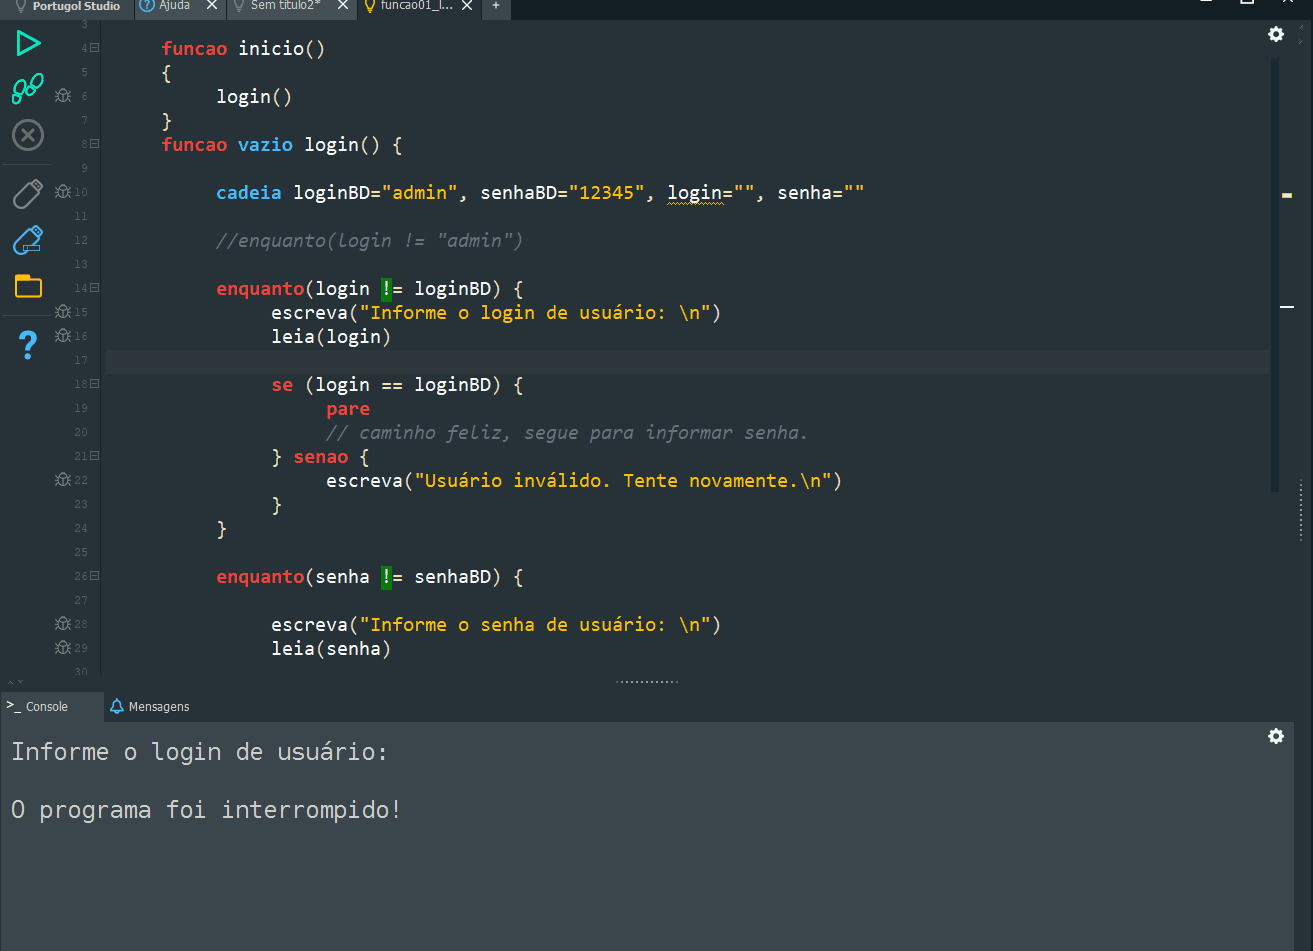 Portugol Studio
Ajuda
Sem título2*
funcao01_l...
3
4 funcao inicio()
5 {
6 login()
7 }
8 funcao vazio login() {
9
10 cadeia loginBD="admin", senhaBD="12345", login="", senha=""
11
12 //enquanto(login != "admin")
13
14 enquanto(login != loginBD) {
15 escreva("Informe o login de usuário: \n")
16 leia(login)
17
18 se (login == loginBD) {
19 pare
20 // caminho feliz, segue para informar senha.
21 } senao {
22 escreva("Usuário inválido. Tente novamente.\n")
23 }
24 }
25
26 enquanto(senha != senhaBD) {
27
28 escreva("Informe o senha de usuário: \n")
29 leia(senha)
30
>_ Console
Mensagens
Informe o login de usuário:
O programa foi interrompido!